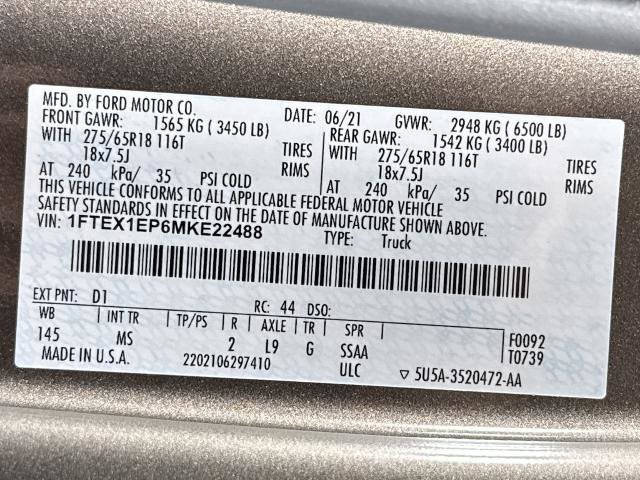 MFD. BY FORD MOTOR CO. DATE: 06/21 GVWR: 2948 KG ( 6500 LB)
FRONT GAWR: 1565 KG ( 3450 LB) REAR GAWR: 1542 KG ( 3400 LB)
WITH 275/65R18 116T TIRES WITH 275/65R18 116T TIRES
18x7.5J RIMS 18x7.5J RIMS
AT 240 kPa/ 35 PSI COLD AT 240 kPa/ 35 PSI COLD
THIS VEHICLE CONFORMS TO ALL APPLICABLE FEDERAL MOTOR VEHICLE
SAFETY STANDARDS IN EFFECT ON THE DATE OF MANUFACTURE SHOWN ABOVE.
VIN: 1FTEX1EP6MKE22488 TYPE: Truck
EXT PNT: D1 RC: 44 DSO:
WB INT TR TP/PS R AXLE TR SPR F0092
145 MS 2 L9 G SSAA T0739
MADE IN U.S.A. 2202106297410 ULC ▽ 5U5A-3520472-AA